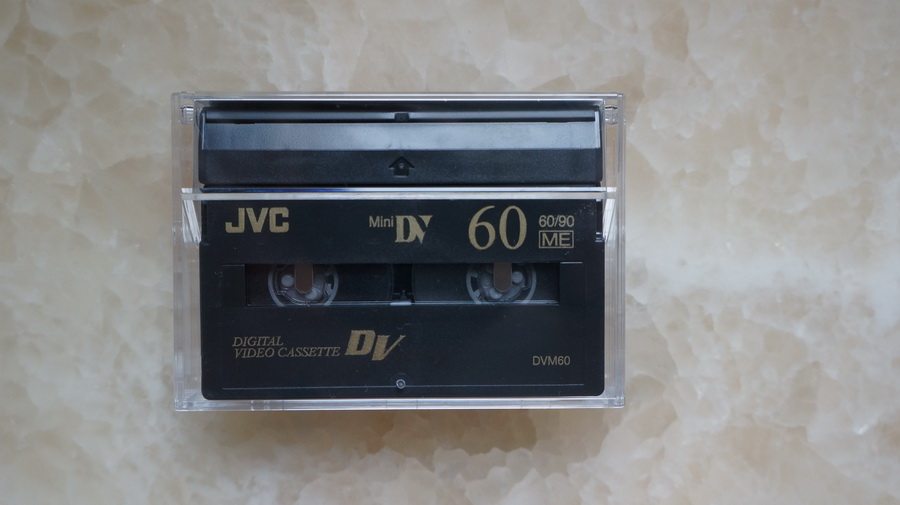 JVC
Mini DV 60 60/90
ME
DIGITAL
VIDEO CASSETTE DV
DVM60